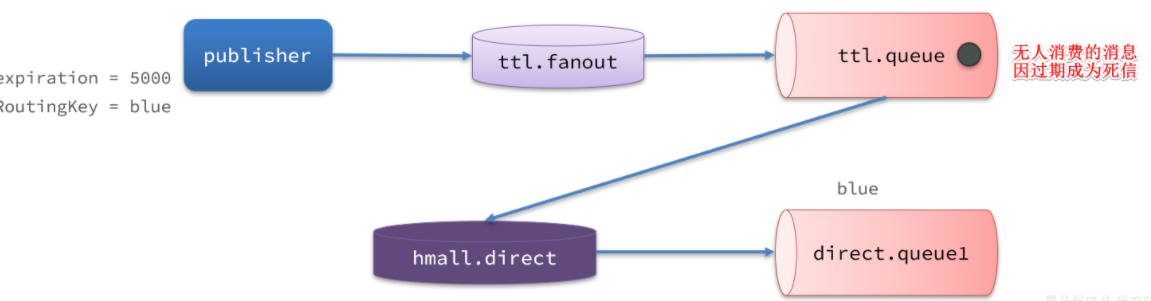 publisher
ttl.fanout
ttl.queue
无人消费的消息
因过期成为死信
expiration = 5000
RoutingKey = blue
blue
hmall.direct
direct.queue1